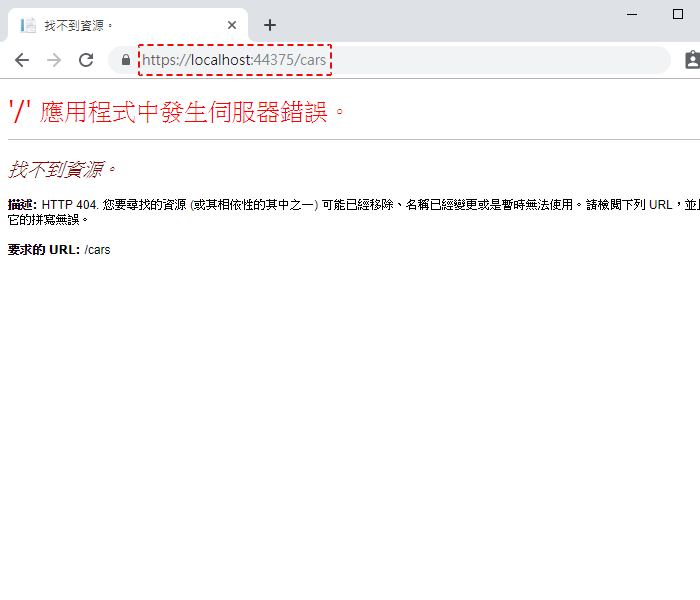 找不到資源。
https://localhost:44375/cars
'/' 應用程式中發生伺服器錯誤。
找不到資源。
描述: HTTP 404. 您要尋找的資源 (或其相依性的其中之一) 可能已經移除、名稱已經變更或是暫時無法使用。請檢閱下列 URL，並
它的拼寫無誤。
要求的 URL: /cars